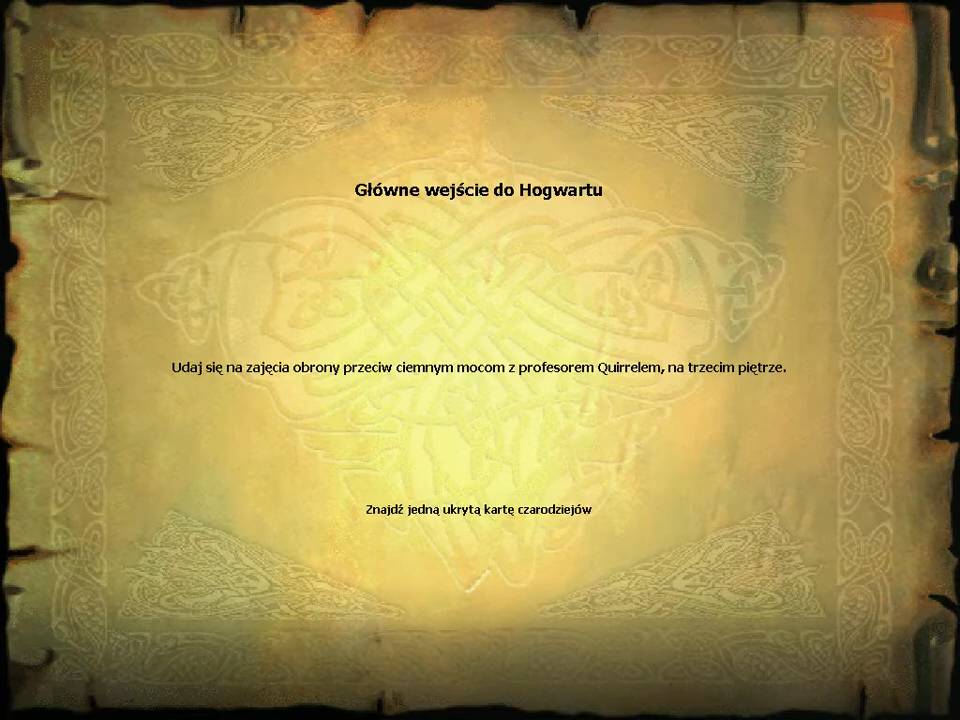 Główne wejście do Hogwartu
Udaj się na zajęcia obrony przeciw ciemnym mocom z profesorem Quirrelem, na trzecim piętrze.
Znajdź jedną ukrytą kartę czarodziejów